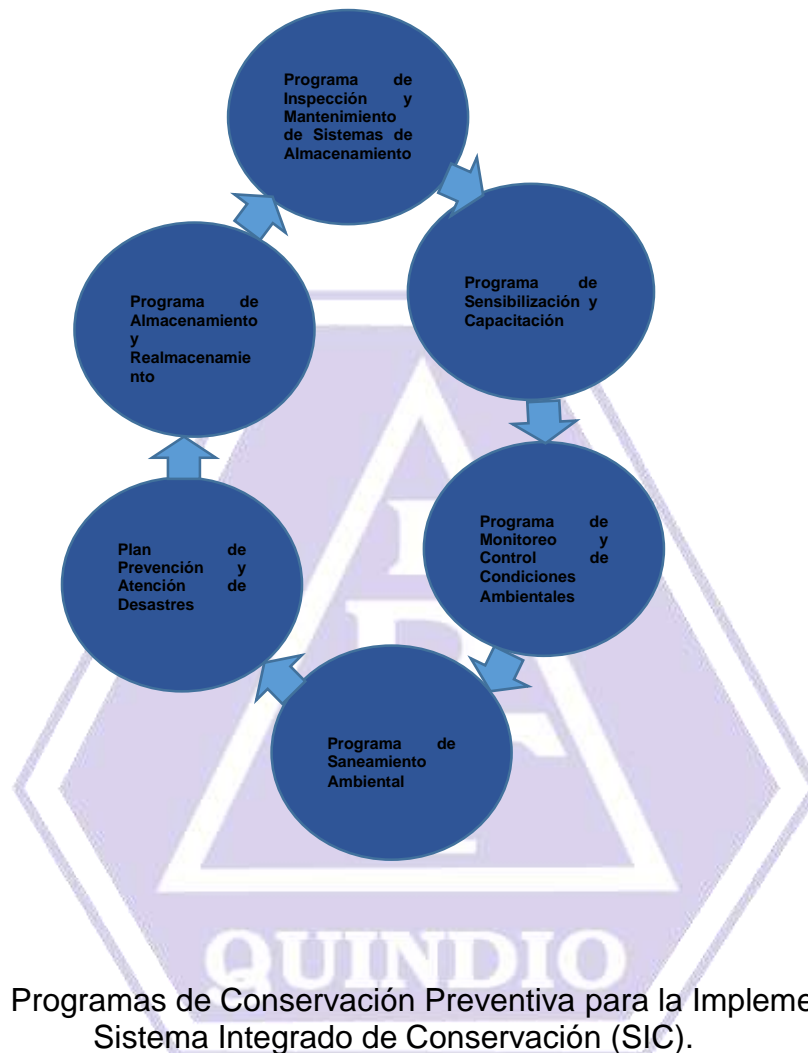 Programa de
Inspección y
Mantenimiento
de Sistemas de
Almacenamiento
Programa de
Sensibilización y
Capacitación
Programa de
Monitoreo y
Control de
Condiciones
Ambientales
Programa de
Saneamiento
Ambiental
Plan de
Prevención y
Atención de
Desastres
Programa de
Almacenamiento
y
Realmacenamie
nto
QUINDIO
Programas de Conservación Preventiva para la Impleme
Sistema Integrado de Conservación (SIC).